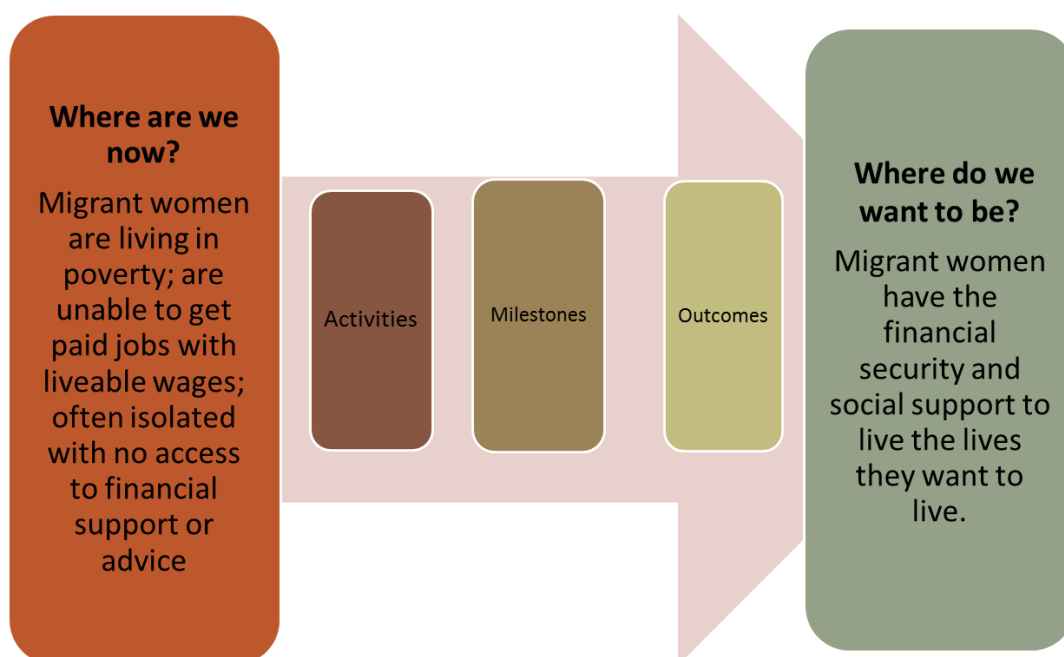 Where are we
now?
Migrant women
are living in
poverty; are
unable to get
paid jobs with
liveable wages;
often isolated
with no access
to financial
support or
advice
Activities
Milestones
Outcomes
Where do we
want to be?
Migrant women
have the
financial
security and
social support to
live the lives
they want to
live.